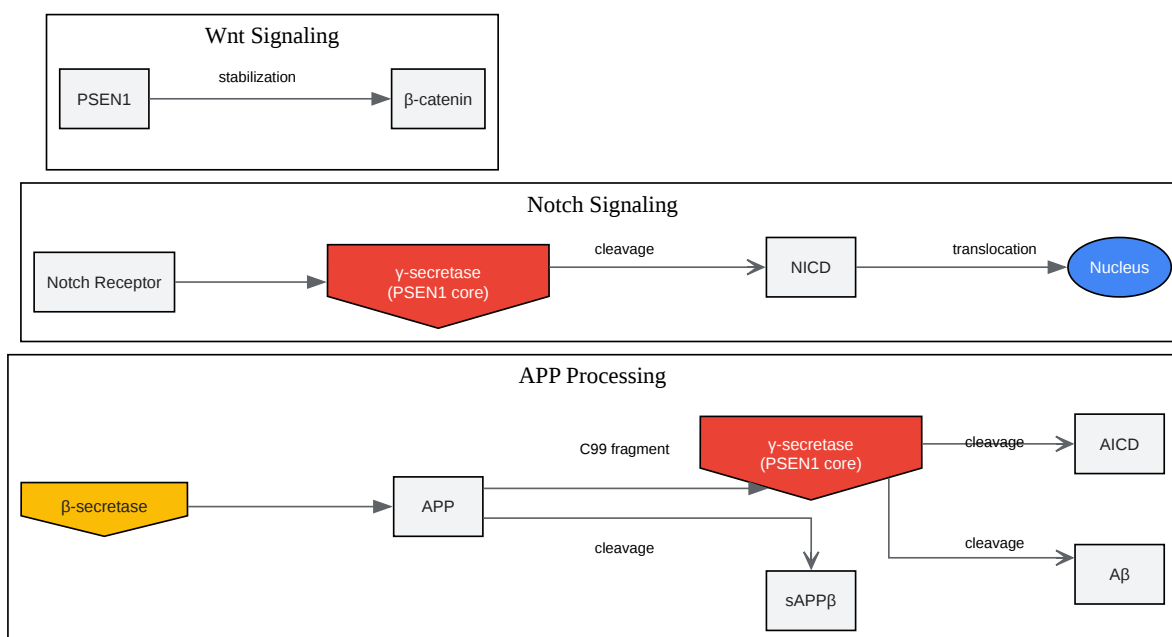 Wnt Signaling
stabilization
PSEN1
β-catenin
Notch Signaling
cleavage
translocation
Notch Receptor
γ-secretase
(PSEN1 core)
NICD
Nucleus
APP Processing
C99 fragment
γ-secretase
(PSEN1 core)
cleavage
AICD
β-secretase
APP
cleavage
cleavage
sAPPβ
Aβ